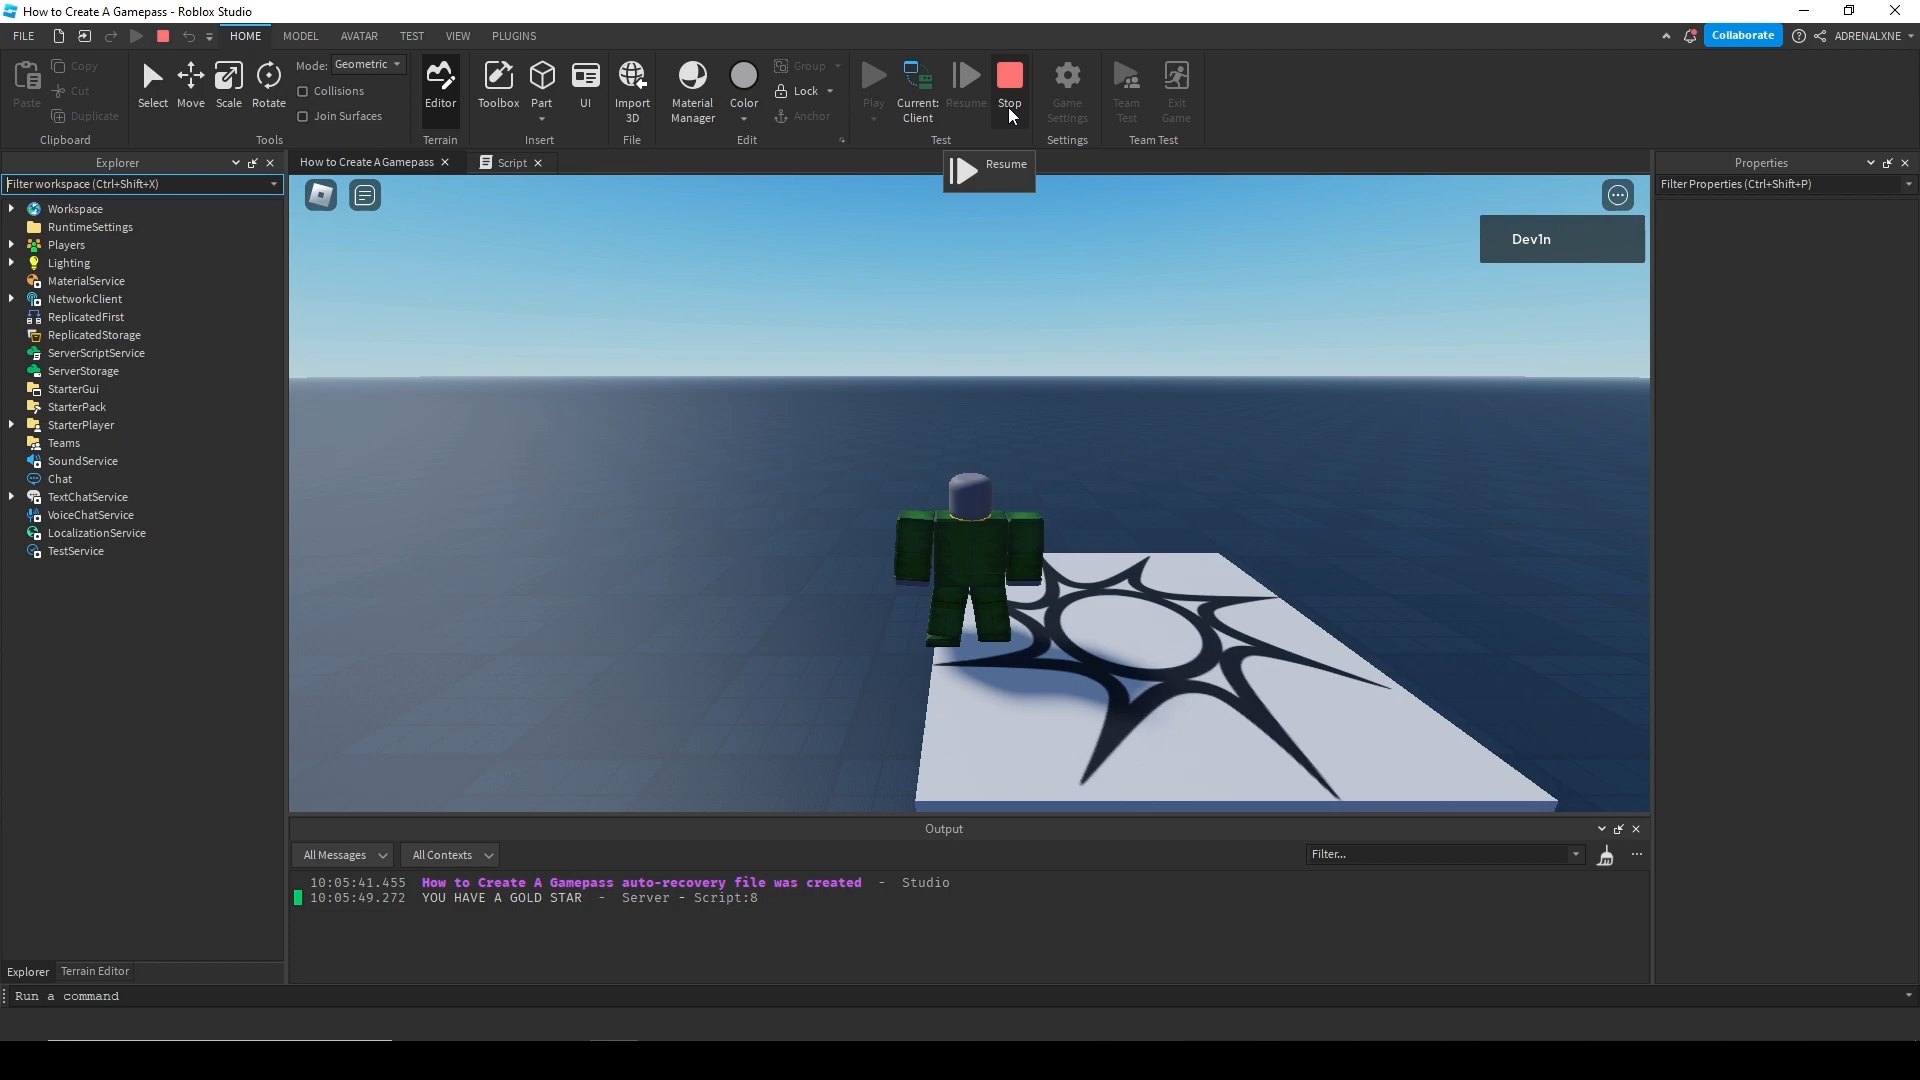 How to Create A Gamepass - Roblox Studio
FILE HOME MODEL AVATAR TEST VIEW PLUGINS Collaborate ADRENALXNE
Paste Copy Cut Duplicate Clipboard
Select Move Scale Rotate Mode: Geometric Collisions Join Surfaces Tools
Editor Terrain
Toolbox Part UI Insert
Import 3D File
Material Manager Color Group Lock Anchor Edit
Play Current: Client Resume Stop Test
Game Settings Settings
Team Test Exit Game Team Test
Explorer
Filter workspace (Ctrl+Shift+X)
Workspace
RuntimeSettings
Players
Lighting
MaterialService
NetworkClient
ReplicatedFirst
ReplicatedStorage
ServerScriptService
ServerStorage
StarterGui
StarterPack
StarterPlayer
Teams
SoundService
Chat
TextChatService
VoiceChatService
LocalizationService
TestService
Explorer Terrain Editor
How to Create A Gamepass Script
Resume
Dev1n
Properties
Filter Properties (Ctrl+Shift+P)
Output
All Messages All Contexts Filter...
10:05:41.455 How to Create A Gamepass auto-recovery file was created - Studio
10:05:49.272 YOU HAVE A GOLD STAR - Server - Script:8
Run a command